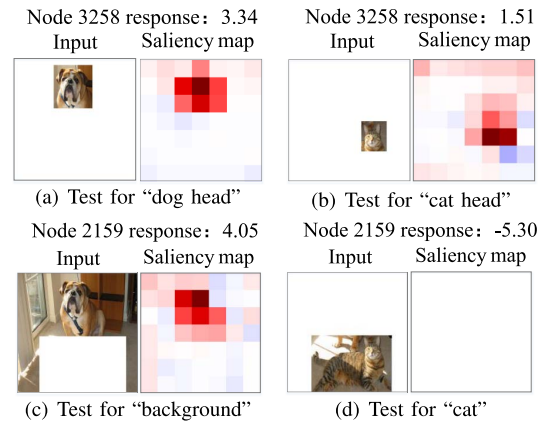 Node 3258 response：3.34
Input Saliency map
(a) Test for “dog head”
Node 3258 response：1.51
Input Saliency map
(b) Test for “cat head”
Node 2159 response：4.05
Input Saliency map
(c) Test for “background”
Node 2159 response：-5.30
Input Saliency map
(d) Test for “cat”